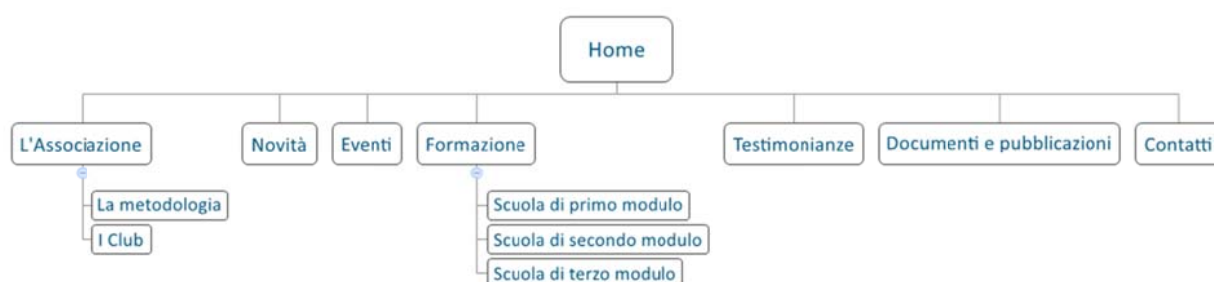 Home
L'Associazione
Novità
Eventi
Formazione
Testimonianze
Documenti e pubblicazioni
Contatti
La metodologia
I Club
Scuola di primo modulo
Scuola di secondo modulo
Scuola di terzo modulo